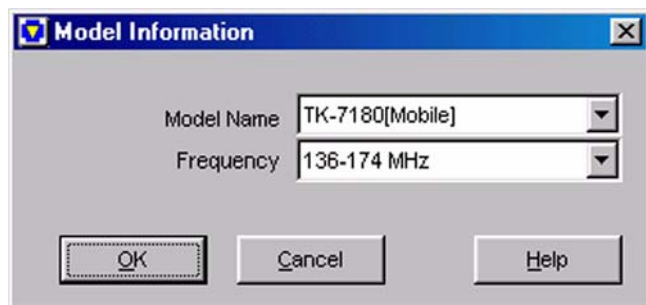 Model Information
Model Name TK-7180[Mobile]
Frequency 136-174 MHz
OK Cancel Help